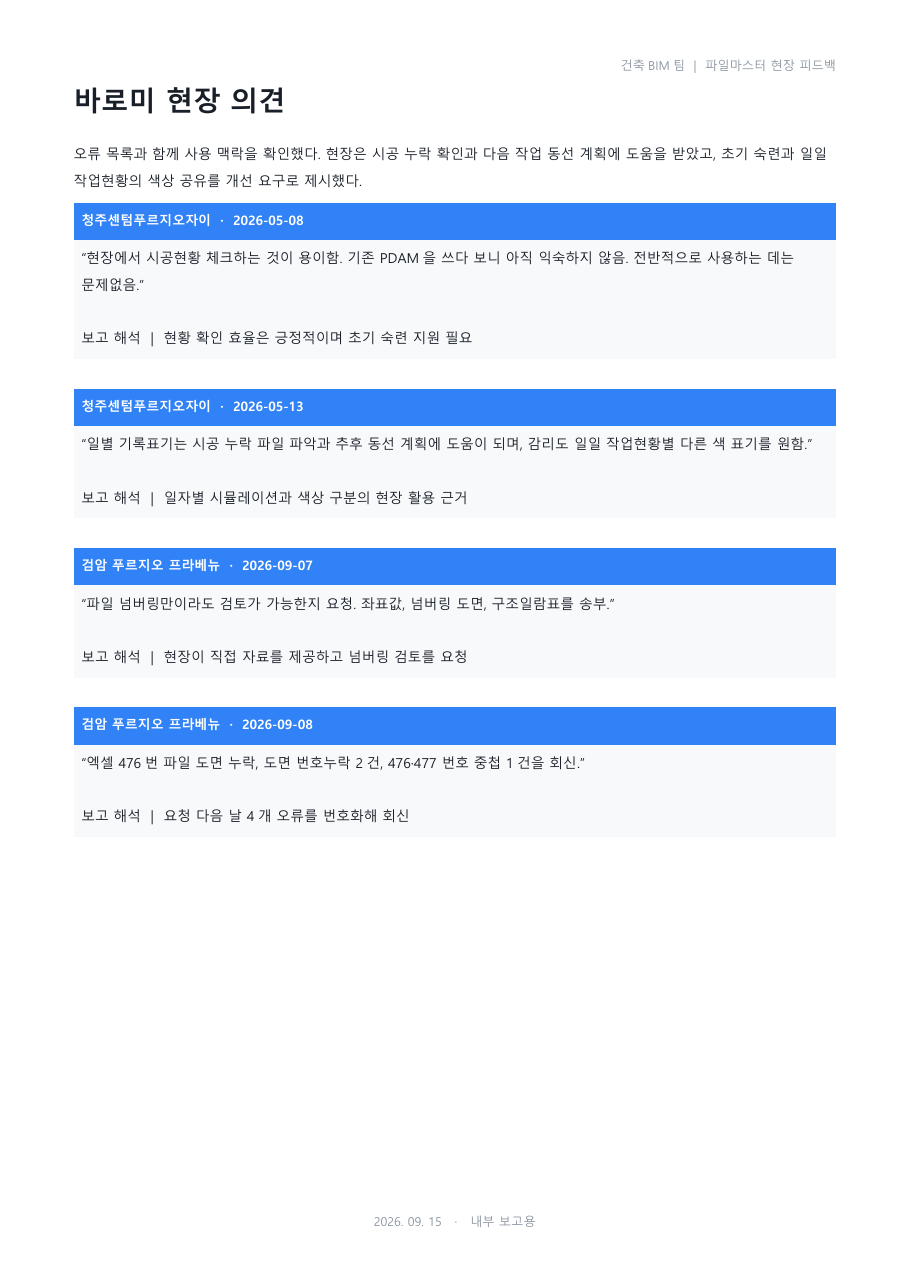 건축 BIM 팀 | 파일마스터 현장 피드백
바로미 현장 의견
오류 목록과 함께 사용 맥락을 확인했다. 현장은 시공 누락 확인과 다음 작업 동선 계획에 도움을 받았고, 초기 숙련과 일일
작업현황의 색상 공유를 개선 요구로 제시했다.
청주센텀푸르지오자이 · 2026-05-08
“현장에서 시공현황 체크하는 것이 용이함. 기존 PDAM 을 쓰다 보니 아직 익숙하지 않음. 전반적으로 사용하는 데는
문제없음.”
보고 해석 | 현황 확인 효율은 긍정적이며 초기 숙련 지원 필요
청주센텀푸르지오자이 · 2026-05-13
“일별 기록표기는 시공 누락 파일 파악과 추후 동선 계획에 도움이 되며, 감리도 일일 작업현황별 다른 색 표기를 원함.”
보고 해석 | 일자별 시뮬레이션과 색상 구분의 현장 활용 근거
검암 푸르지오 프라베뉴 · 2026-09-07
“파일 넘버링만이라도 검토가 가능한지 요청. 좌표값, 넘버링 도면, 구조일람표를 송부.”
보고 해석 | 현장이 직접 자료를 제공하고 넘버링 검토를 요청
검암 푸르지오 프라베뉴 · 2026-09-08
“엑셀 476 번 파일 도면 누락, 도면 번호누락 2 건, 476·477 번호 중첩 1 건을 회신.”
보고 해석 | 요청 다음 날 4 개 오류를 번호화해 회신
2026. 09. 15 · 내부 보고용